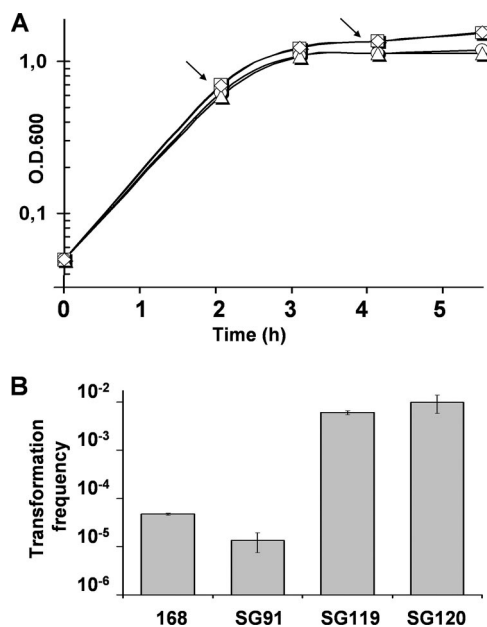 A
1,0
0,1
O.D.600
0 1 2 3 4 5
Time (h)
B
10-2
10-3
10-4
10-5
10-6
Transformation
frequency
168 SG91 SG119 SG120